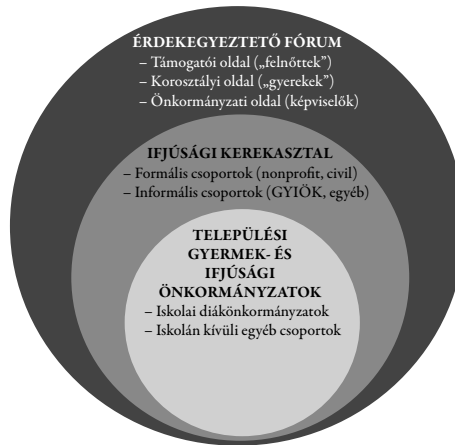 ÉRDEKEGYEZTETŐ FÓRUM
– Támogatói oldal („felnőttek”)
– Korosztályi oldal („gyerekek”)
– Önkormányzati oldal (képviselők)
IFJÚSÁGI KEREKASZTAL
– Formális csoportok (nonprofit, civil)
– Informális csoportok (GYIÖK, egyéb)
TELEPÜLÉSI
GYERMEK- ÉS
IFJÚSÁGI
ÖNKORMÁNYZATOK
– Iskolai diákönkormányzatok
– Iskolán kívüli egyéb csoportok